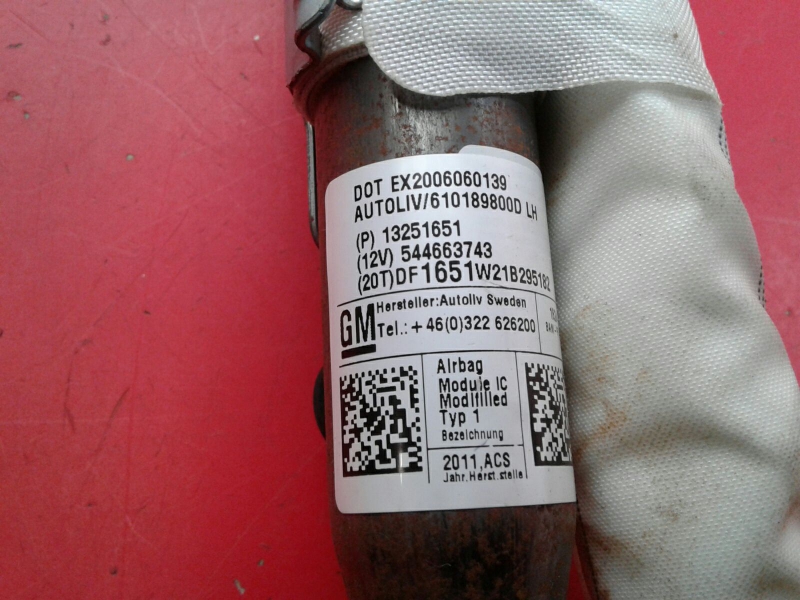 DOT EX2006060139
AUTOLIV/610189800D LH
(P) 13251651
(12V) 544663743
(20T)DF1651W21B295182
GM
Hersteller:Autoliv Sweden
Tel.:+46(0)322 626200
Airbag
Module IC
Modifilled
Typ 1
Bezeichnung
2011,ACS
Jahr.Herst.stelle